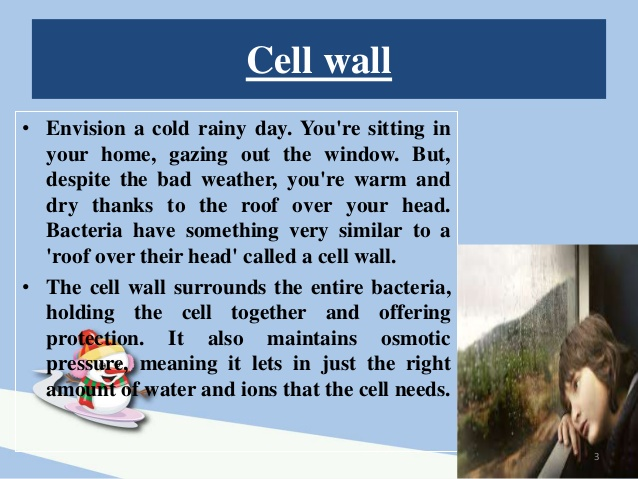 Cell wall
• Envision a cold rainy day. You're sitting in
your home, gazing out the window. But,
despite the bad weather, you're warm and
dry thanks to the roof over your head.
Bacteria have something very similar to a
'roof over their head' called a cell wall.
• The cell wall surrounds the entire bacteria,
holding the cell together and offering
protection. It also maintains osmotic
pressure, meaning it lets in just the right
amount of water and ions that the cell needs.
3